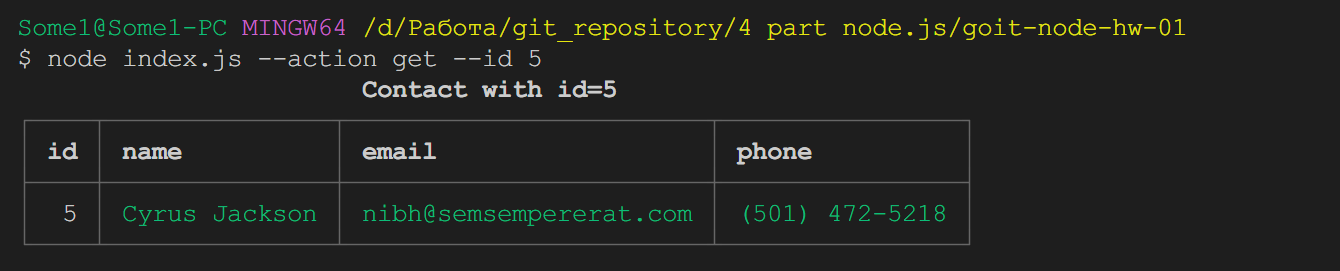 Some1@Some1-PC MINGW64 /d/Работа/git_repository/4 part node.js/goit-node-hw-01
$ node index.js --action get --id 5
Contact with id=5
id name email phone
5 Cyrus Jackson nibh@semsempererat.com (501) 472-5218